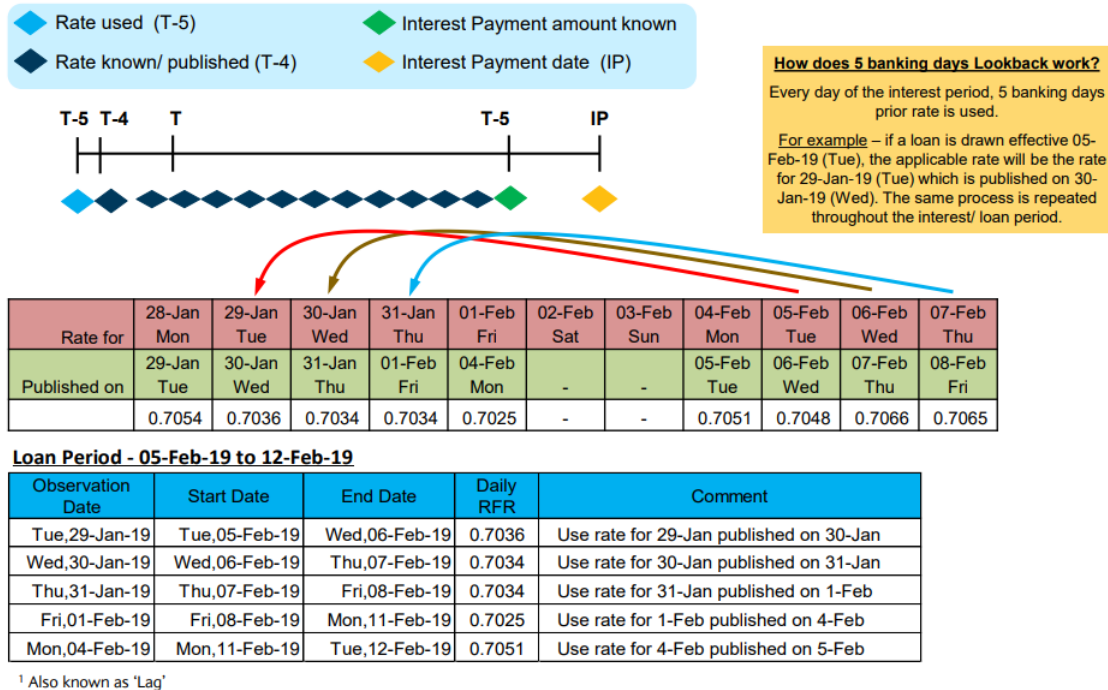 Rate used (T-5)
Interest Payment amount known
Rate known/ published (T-4)
Interest Payment date (IP)
How does 5 banking days Lookback work?
Every day of the interest period, 5 banking days
prior rate is used.
For example – if a loan is drawn effective 05-
Feb-19 (Tue), the applicable rate will be the rate
for 29-Jan-19 (Tue) which is published on 30-
Jan-19 (Wed). The same process is repeated
throughout the interest/ loan period.
T-5 T-4 T T-5 IP
28-Jan 29-Jan 30-Jan 31-Jan 01-Feb 02-Feb 03-Feb 04-Feb 05-Feb 06-Feb 07-Feb
Rate for Mon Tue Wed Thu Fri Sat Sun Mon Tue Wed Thu
29-Jan 30-Jan 31-Jan 01-Feb 04-Feb 05-Feb 06-Feb 07-Feb 08-Feb
Published on Tue Wed Thu Fri Mon - - Tue Wed Thu Fri
0.7054 0.7036 0.7034 0.7034 0.7025 - - 0.7051 0.7048 0.7066 0.7065
Loan Period - 05-Feb-19 to 12-Feb-19
Observation Date Start Date End Date Daily RFR Comment
Tue,29-Jan-19 Tue,05-Feb-19 Wed,06-Feb-19 0.7036 Use rate for 29-Jan published on 30-Jan
Wed,30-Jan-19 Wed,06-Feb-19 Thu,07-Feb-19 0.7034 Use rate for 30-Jan published on 31-Jan
Thu,31-Jan-19 Thu,07-Feb-19 Fri,08-Feb-19 0.7034 Use rate for 31-Jan published on 1-Feb
Fri,01-Feb-19 Fri,08-Feb-19 Mon,11-Feb-19 0.7025 Use rate for 1-Feb published on 4-Feb
Mon,04-Feb-19 Mon,11-Feb-19 Tue,12-Feb-19 0.7051 Use rate for 4-Feb published on 5-Feb
¹ Also known as ‘Lag’